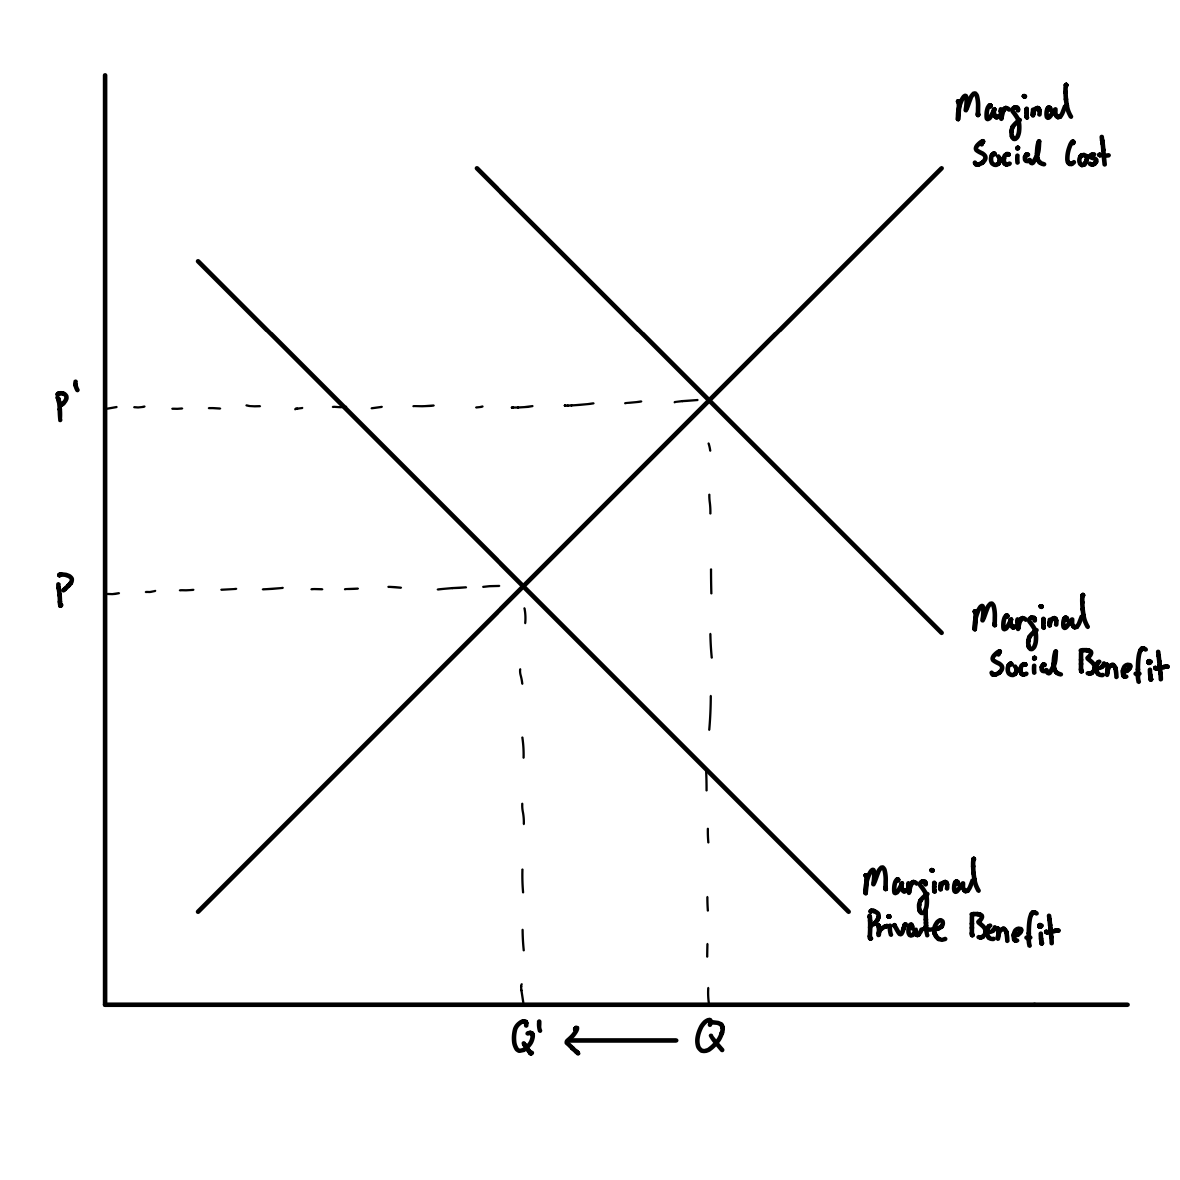 Marginal
Social Cost
P'
P
Marginal
Social Benefit
Marginal
Private Benefit
Q' ← Q